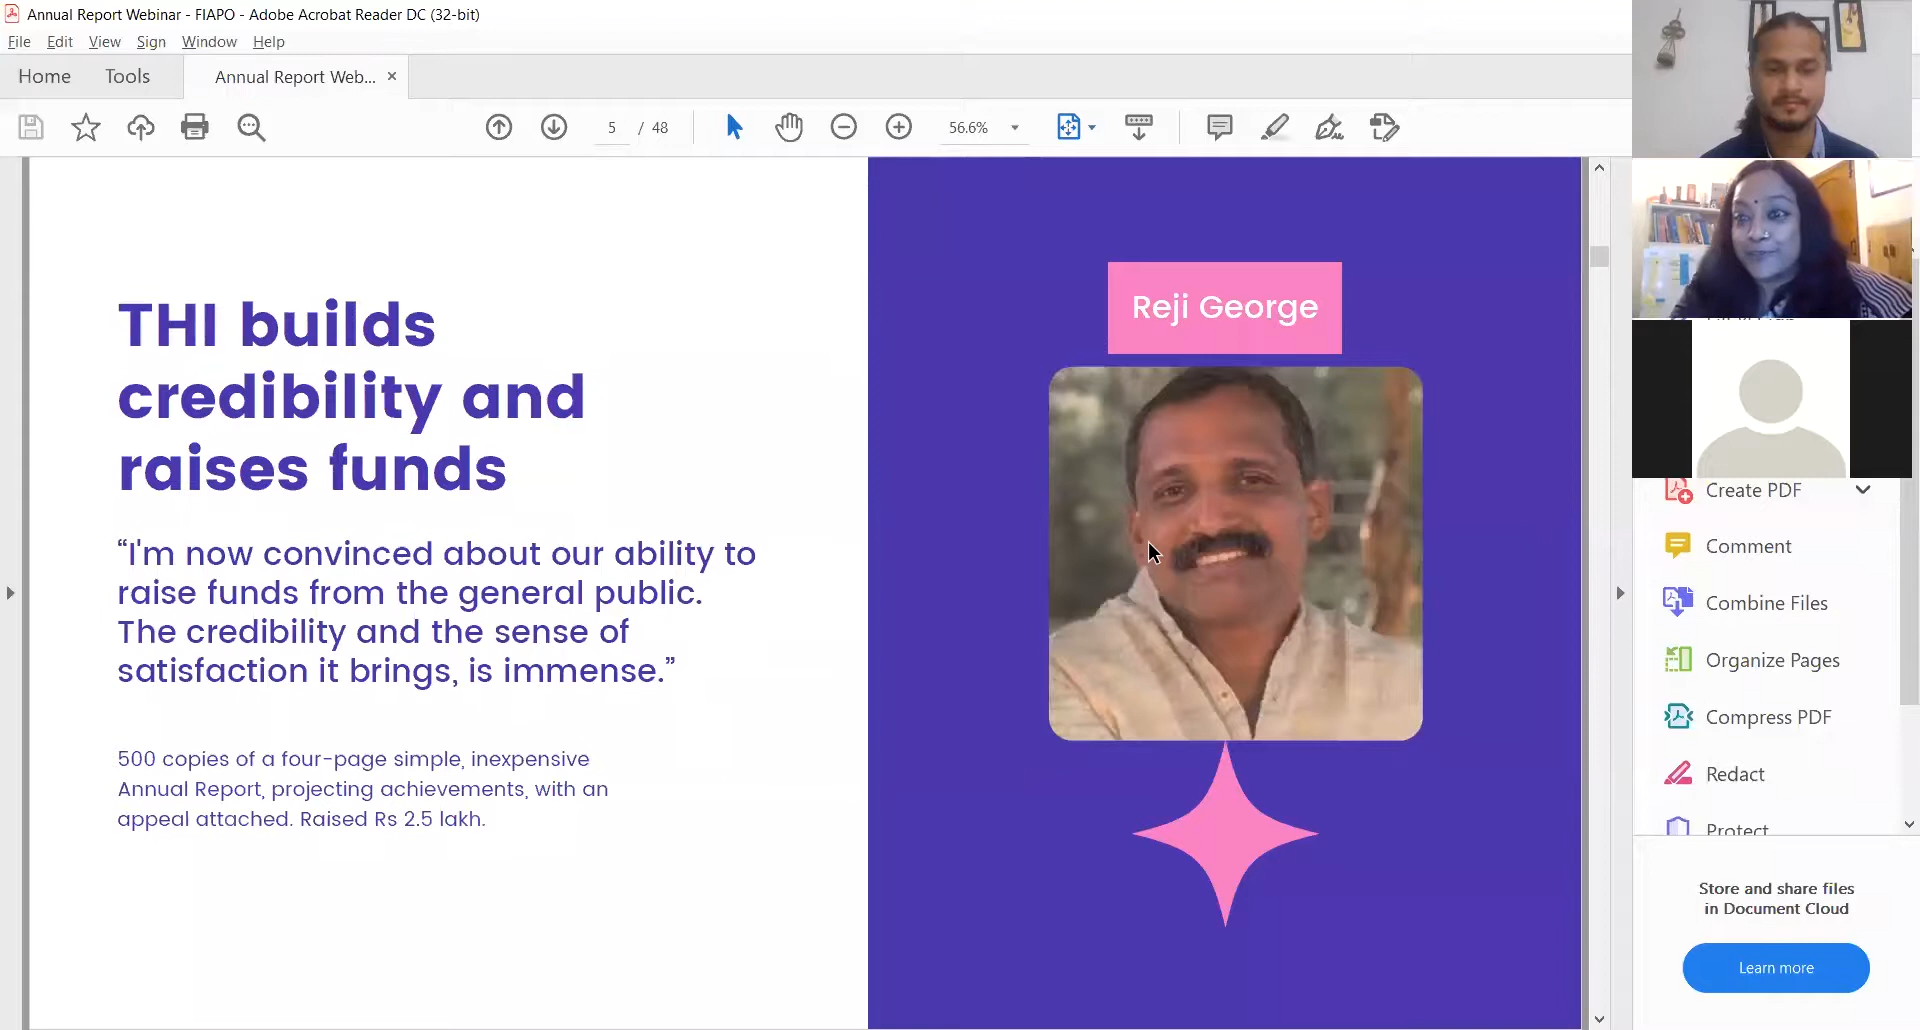 Annual Report Webinar - FIAPO - Adobe Acrobat Reader DC (32-bit)
File Edit View Sign Window Help
Home Tools Annual Report Web... ×
5 / 48 56.6%
THI builds
credibility and
raises funds
“I'm now convinced about our ability to
raise funds from the general public.
The credibility and the sense of
satisfaction it brings, is immense.”
500 copies of a four-page simple, inexpensive
Annual Report, projecting achievements, with an
appeal attached. Raised Rs 2.5 lakh.
Reji George
Create PDF
Comment
Combine Files
Organize Pages
Compress PDF
Redact
Protect
Store and share files
in Document Cloud
Learn more